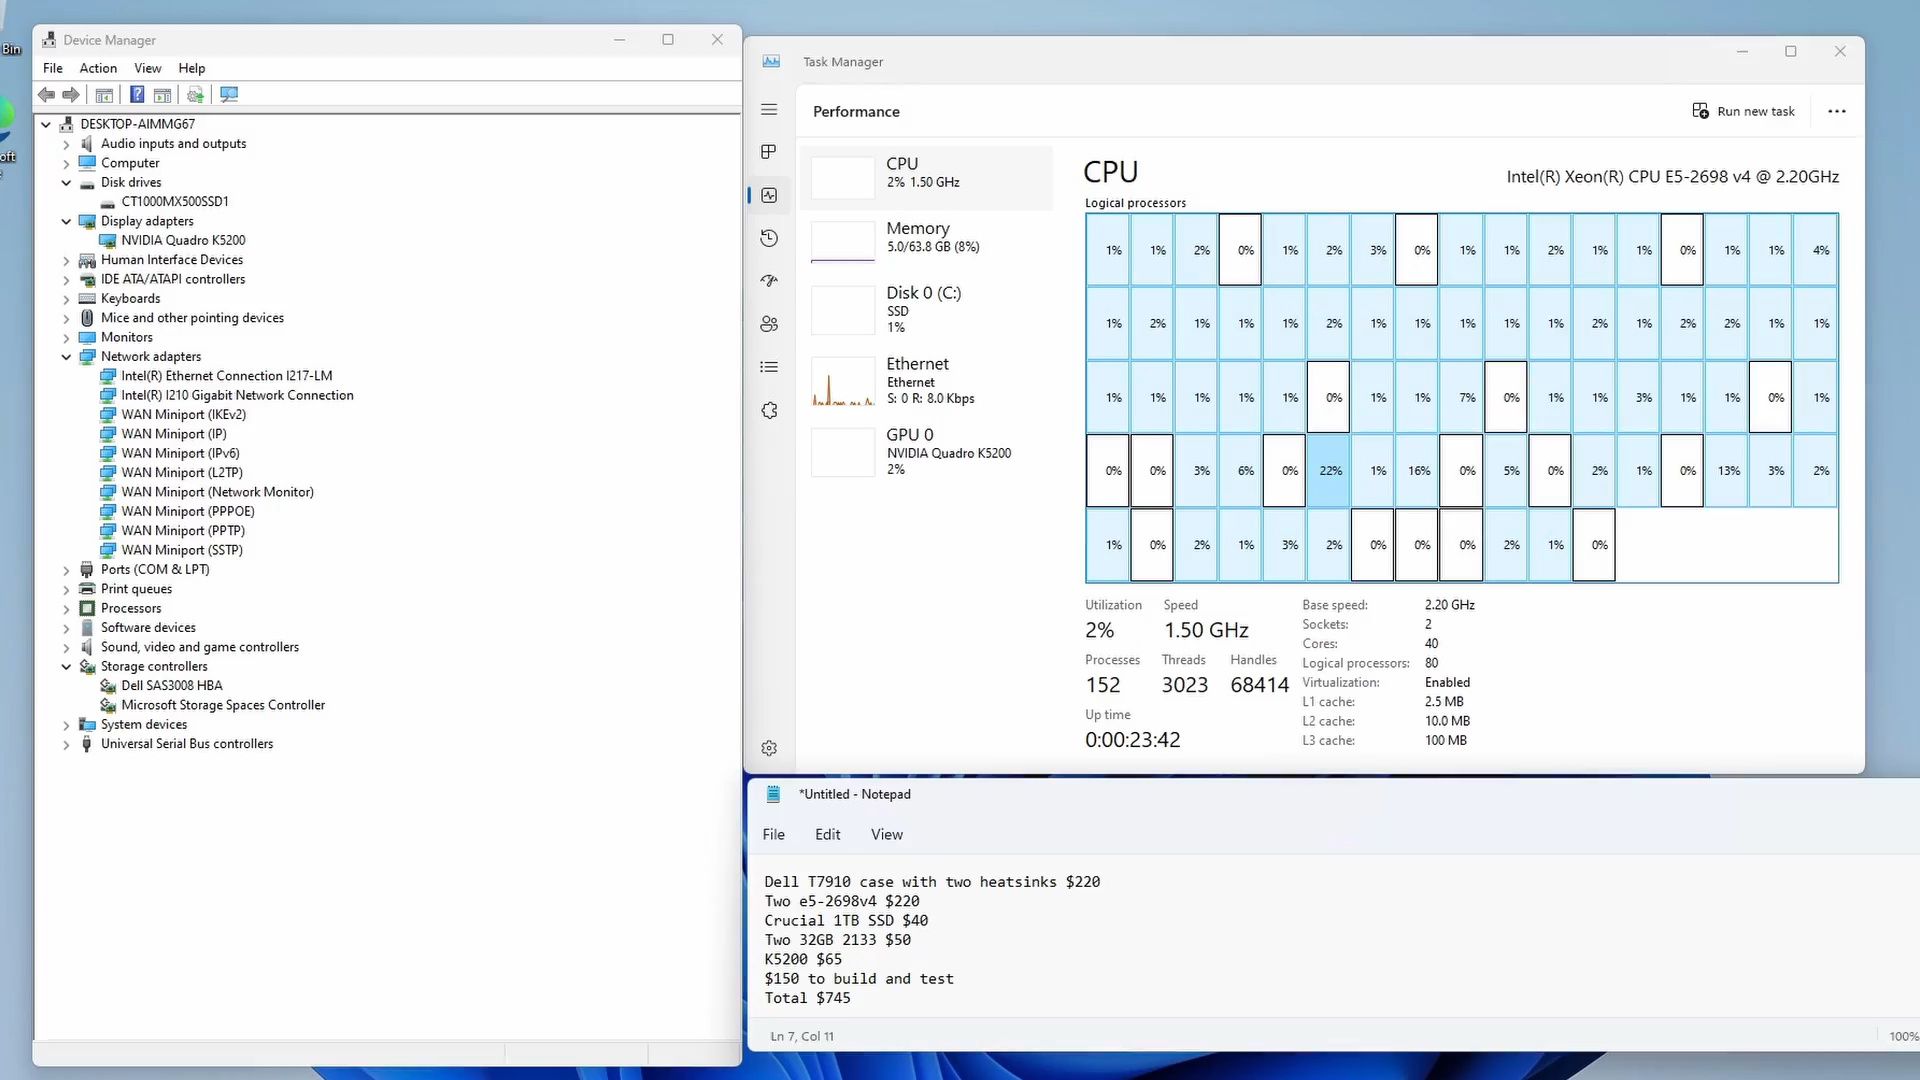 Bin
oft
e
Device Manager
File Action View Help
DESKTOP-AIMMG67
Audio inputs and outputs
Computer
Disk drives
CT1000MX500SSD1
Display adapters
NVIDIA Quadro K5200
Human Interface Devices
IDE ATA/ATAPI controllers
Keyboards
Mice and other pointing devices
Monitors
Network adapters
Intel(R) Ethernet Connection I217-LM
Intel(R) I210 Gigabit Network Connection
WAN Miniport (IKEv2)
WAN Miniport (IP)
WAN Miniport (IPv6)
WAN Miniport (L2TP)
WAN Miniport (Network Monitor)
WAN Miniport (PPPOE)
WAN Miniport (PPTP)
WAN Miniport (SSTP)
Ports (COM & LPT)
Print queues
Processors
Software devices
Sound, video and game controllers
Storage controllers
Dell SAS3008 HBA
Microsoft Storage Spaces Controller
System devices
Universal Serial Bus controllers
Task Manager
Performance
Run new task
CPU
2% 1.50 GHz
Memory
5.0/63.8 GB (8%)
Disk 0 (C:)
SSD
1%
Ethernet
Ethernet
S: 0 R: 8.0 Kbps
GPU 0
NVIDIA Quadro K5200
2%
CPU
Intel(R) Xeon(R) CPU E5-2698 v4 @ 2.20GHz
Logical processors
1% 1% 2% 0% 1% 2% 3% 0% 1% 1% 2% 1% 1% 0% 1% 1% 4%
1% 2% 1% 1% 1% 2% 1% 1% 1% 1% 1% 2% 1% 2% 2% 1% 1%
1% 1% 1% 1% 1% 0% 1% 1% 7% 0% 1% 1% 3% 1% 1% 0% 1%
0% 0% 3% 6% 0% 22% 1% 16% 0% 5% 0% 2% 1% 0% 13% 3% 2%
1% 0% 2% 1% 3% 2% 0% 0% 0% 2% 1% 0%
Utilization Speed
2% 1.50 GHz
Processes Threads Handles
152 3023 68414
Up time
0:00:23:42
Base speed: 2.20 GHz
Sockets: 2
Cores: 40
Logical processors: 80
Virtualization: Enabled
L1 cache: 2.5 MB
L2 cache: 10.0 MB
L3 cache: 100 MB
*Untitled - Notepad
File Edit View
Dell T7910 case with two heatsinks $220
Two e5-2698v4 $220
Crucial 1TB SSD $40
Two 32GB 2133 $50
K5200 $65
$150 to build and test
Total $745
Ln 7, Col 11
100%